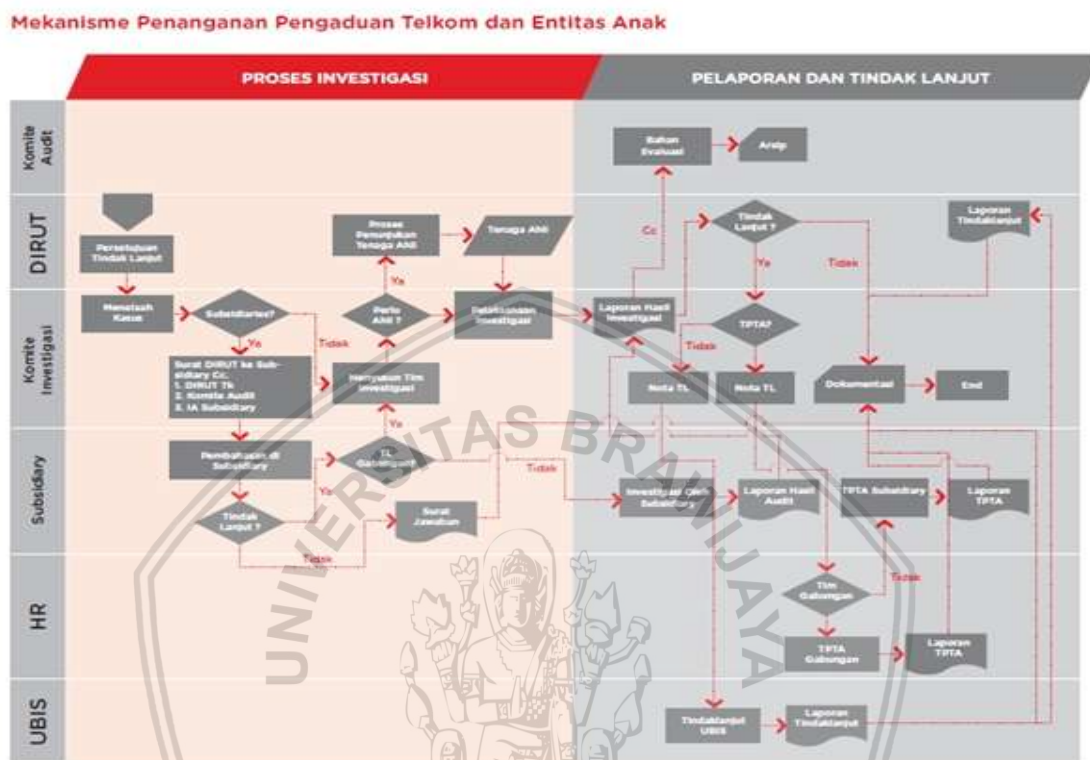 Mekanisme Penanganan Pengaduan Telkom dan Entitas Anak
PROSES INVESTIGASI
PELAPORAN DAN TINDAK LANJUT
Komite
Audit
Bahan
Evaluasi
Arsip
DIRUT
Persetujuan
Tindak Lanjut
Proses
Penunjukan
Tenaga Ahli
Tenaga Ahli
Cc
Tindak
Lanjut ?
Laporan
Tindaklanjut
Ya
Ya
Tidak
Komite
Investigasi
Menelaah
Kasus
Subsidiaries?
Perlu
Ahli ?
Pelaksanaan
Investigasi
Laporan Hasil
Investigasi
TPTA?
Ya
Tidak
Tidak
Surat DIRUT ke Sub-
sidiary Cc.
1. DIRUT Tk
2. Komite Audit
3. IA Subsidiary
Menyusun Tim
Investigasi
Nota TL
Nota TL
Dokumentasi
End
Ya
Subsidiary
Pembahasan di
Subsidiary
TL
Gabungan?
Tidak
Ya
Investigasi Oleh
Subsidiary
Laporan Hasil
Audit
TPTA Subsidiary
Laporan
TPTA
Tindak
Lanjut ?
Surat
Jawaban
Tidak
HR
Tim
Gabungan
Tidak
TPTA
Gabungan
Laporan
TPTA
UBIS
Tindaklanjut
UBIS
Laporan
Tindaklanjut
UNIVERSITAS BRAWIJAYA